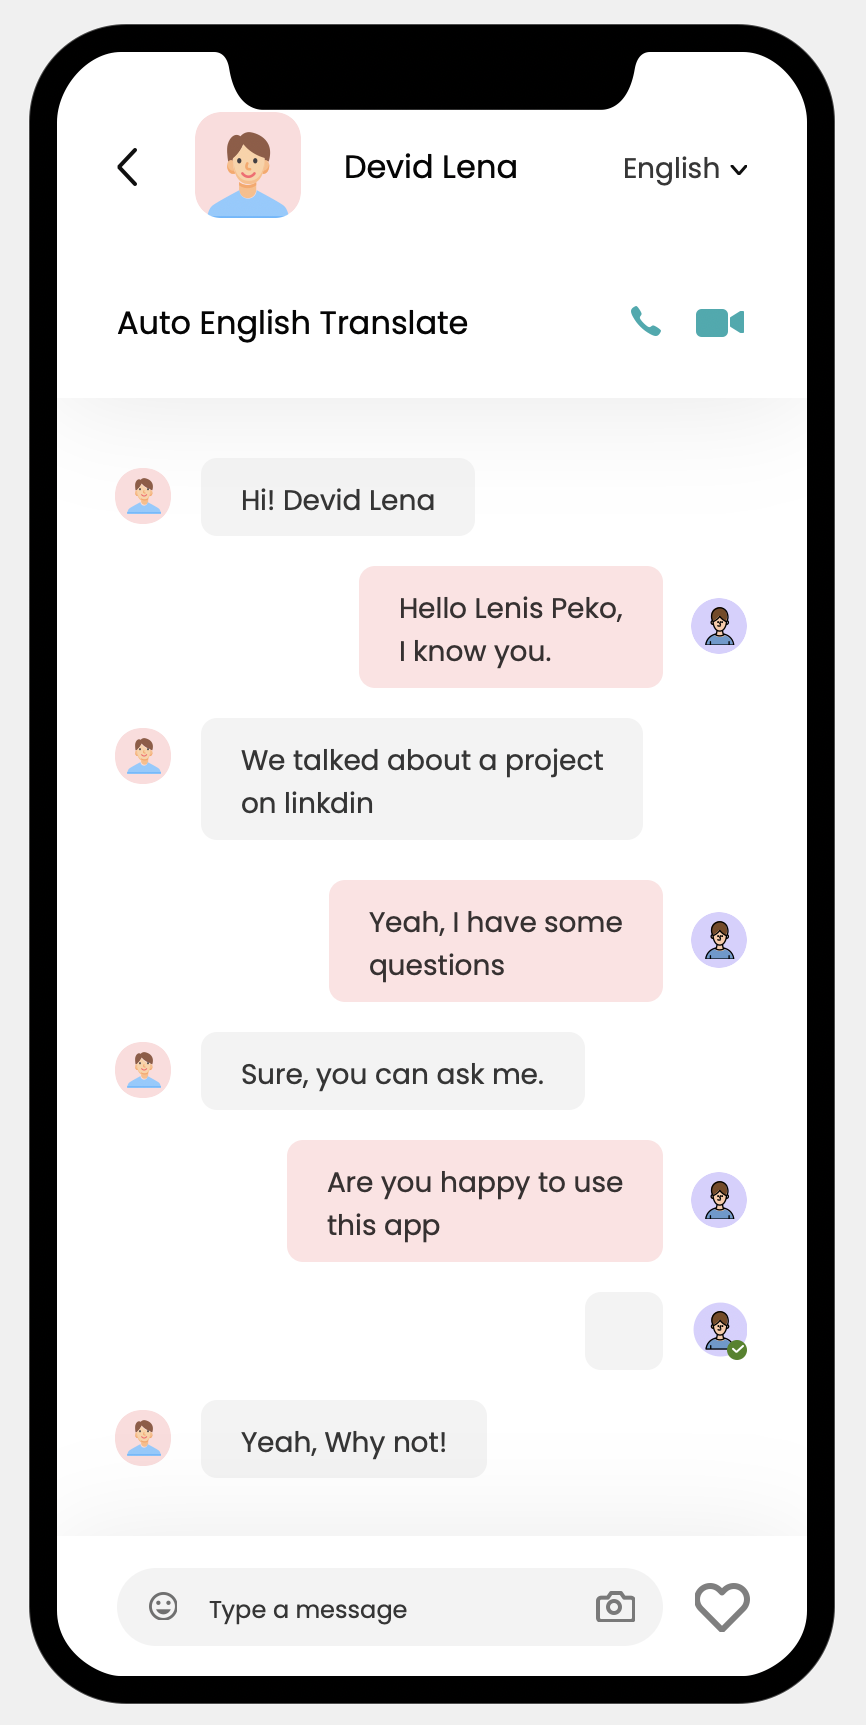 Devid Lena
English
Auto English Translate
Hi! Devid Lena
Hello Lenis Peko,
I know you.
We talked about a project
on linkdin
Yeah, I have some
questions
Sure, you can ask me.
Are you happy to use
this app
Yeah, Why not!
Type a message